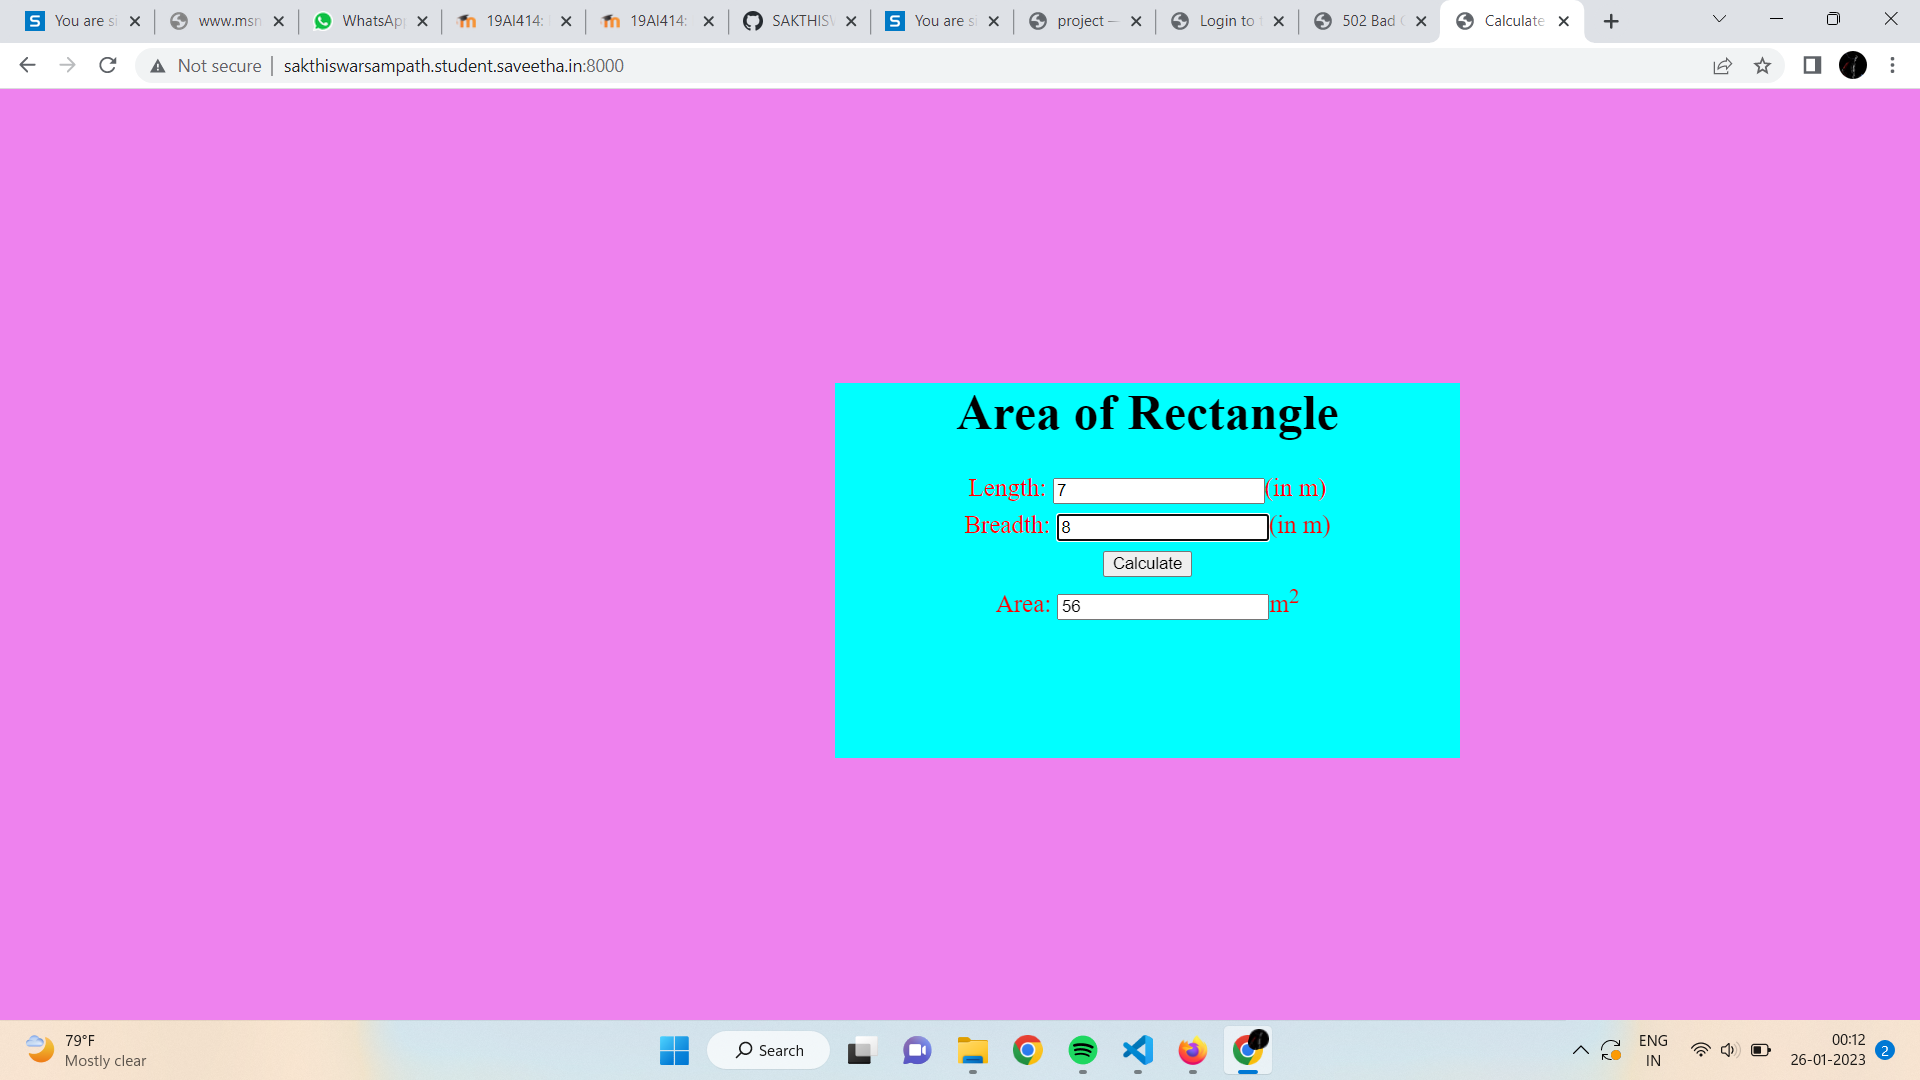 You are si
www.msn
WhatsApp
19AI414:
19AI414:
SAKTHISW
You are si
project —
Login to
502 Bad
Calculate
Not secure
sakthiswarsampath.student.saveetha.in:8000
Area of Rectangle
Length: 7 (in m)
Breadth: 8 (in m)
Calculate
Area: 56 m²
79°F
Mostly clear
Search
ENG
IN
00:12
26-01-2023
2